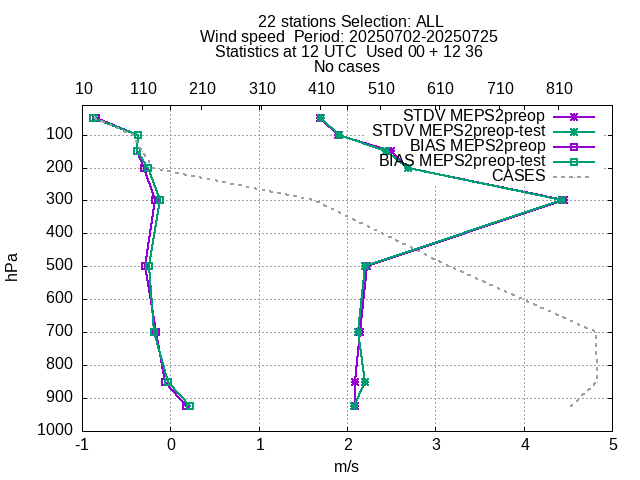 22 stations Selection: ALL
Wind speed  Period: 20250702-20250725
Statistics at 12 UTC  Used 00 + 12 36
No cases
10 110 210 310 410 510 610 710 810
STDV MEPS2preop
STDV MEPS2preop-test
BIAS MEPS2preop
BIAS MEPS2preop-test
CASES
100
200
300
400
500
600
700
800
900
1000
hPa
-1 0 1 2 3 4 5
m/s